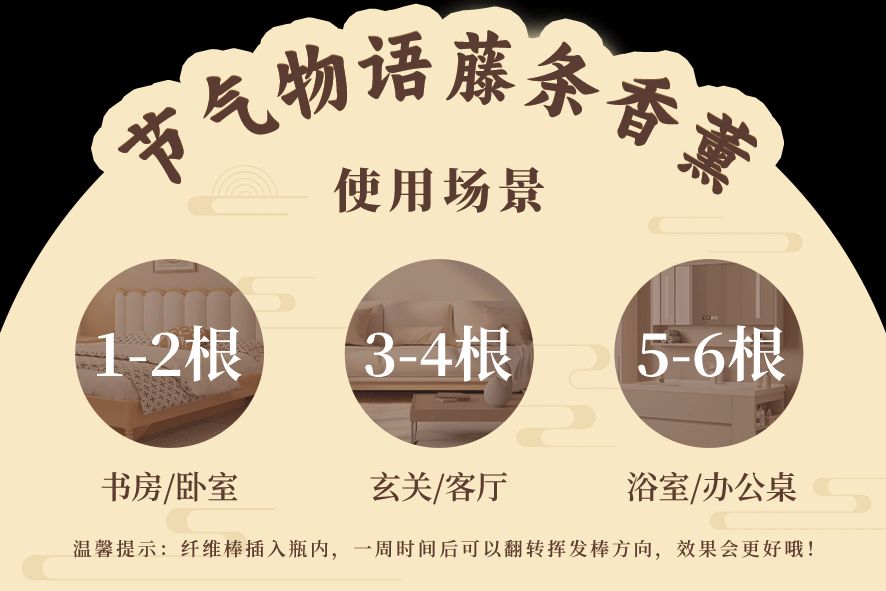 节气物语藤条香薰
使用场景
1-2根
3-4根
5-6根
书房/卧室
玄关/客厅
浴室/办公桌
温馨提示：纤维棒插入瓶内，一周时间后可以翻转挥发棒方向，效果会更好哦！